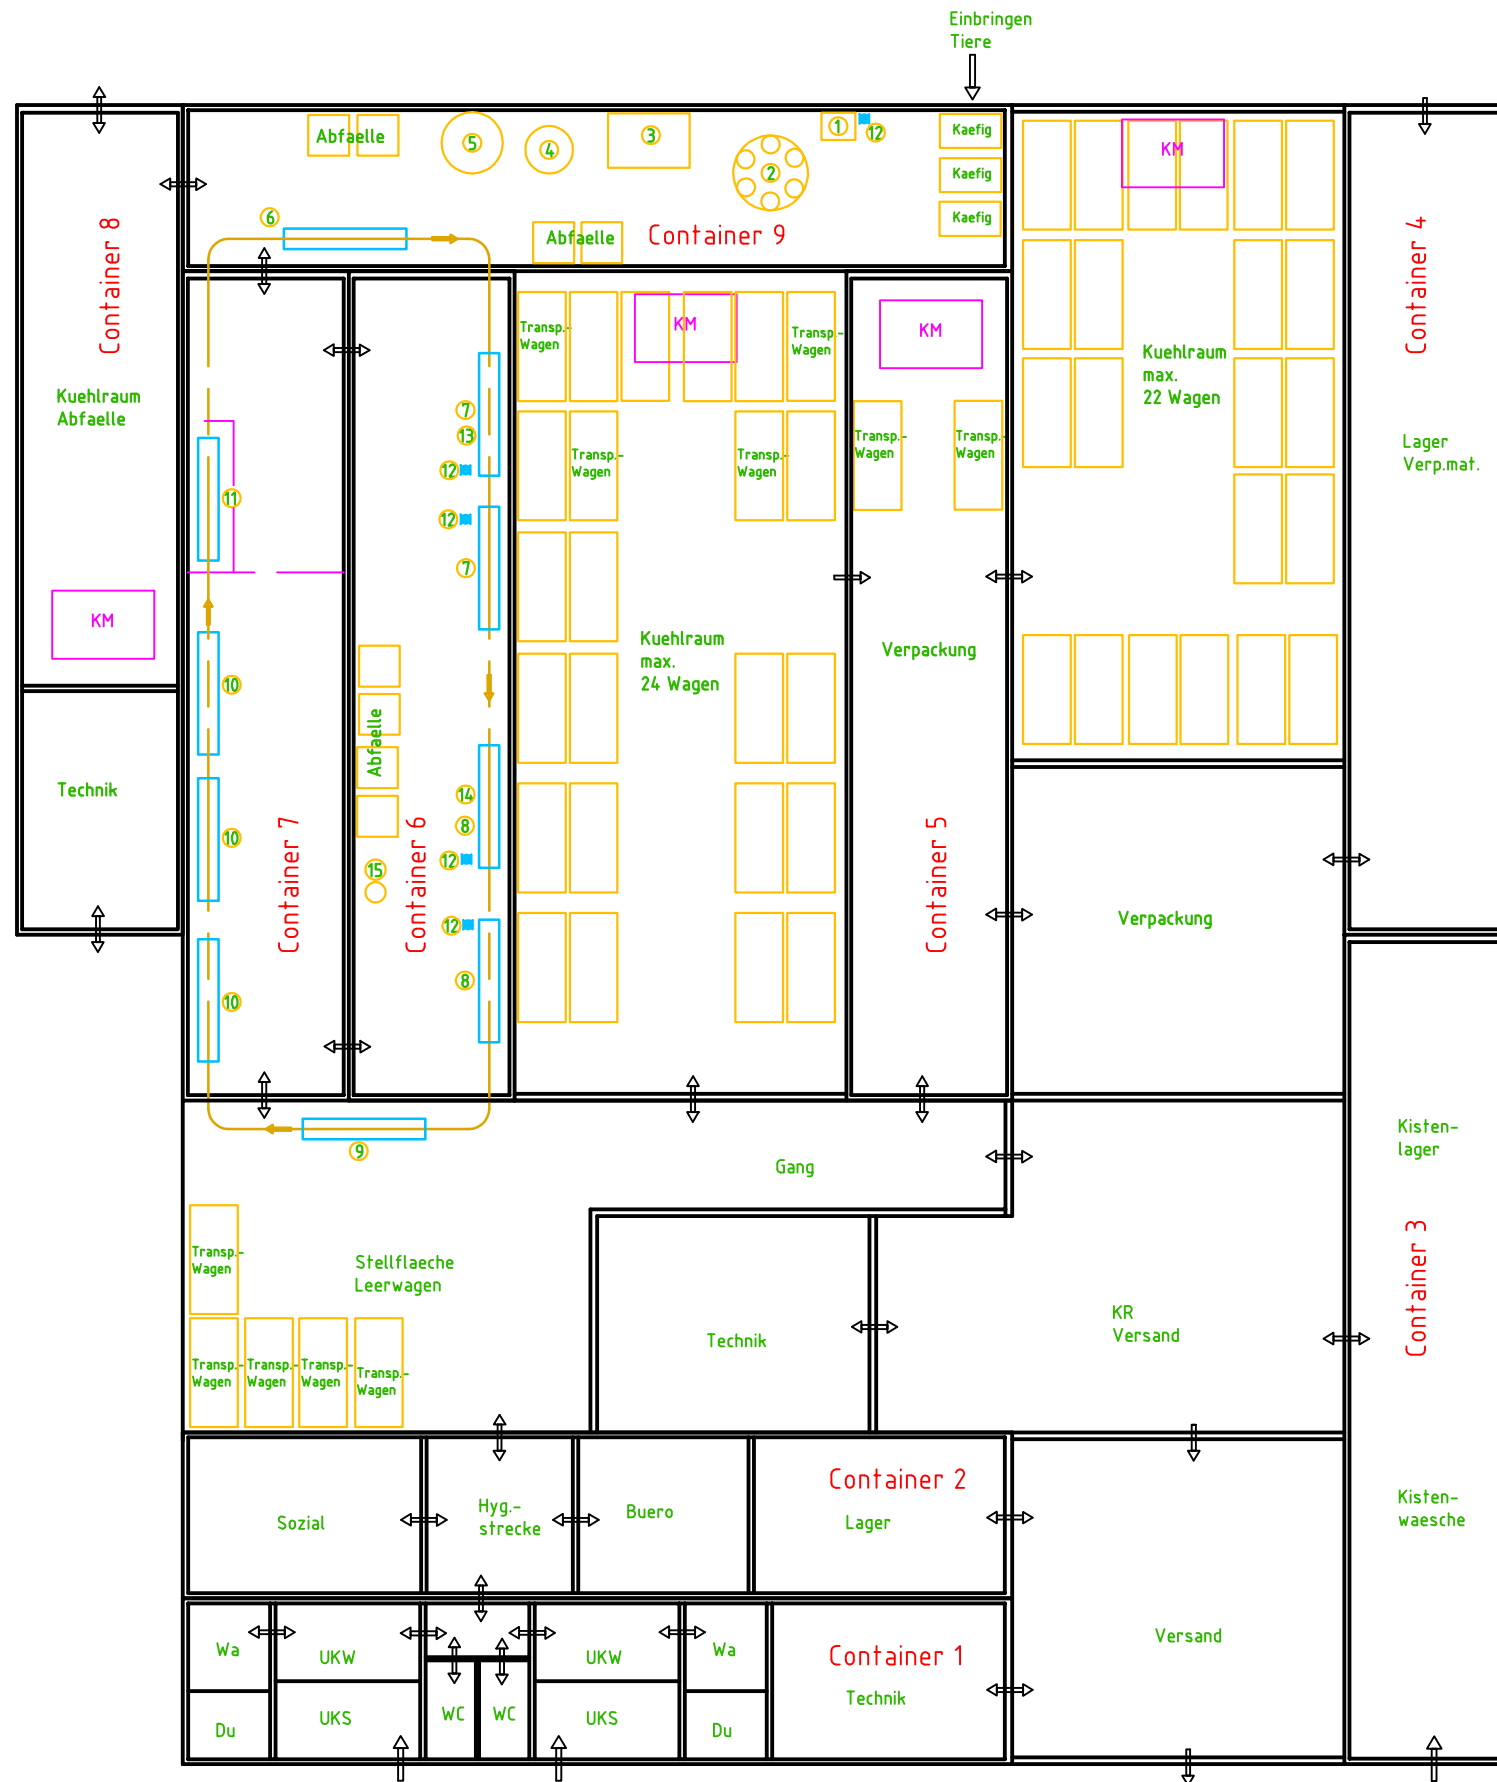 Einbringen
Tiere
Abfaelle
5
4
3
2
1
12
Kaefig
Kaefig
Kaefig
KM
6
Abfaelle
Container 9
Container 8
Container 4
Kuehlraum
Abfaelle
KM
Technik
11
10
10
10
Container 7
7
13
12
12
7
Abfaelle
14
8
12
15
12
8
Container 6
Transp.-
Wagen
KM
Transp.-
Wagen
Transp.-
Wagen
Transp.-
Wagen
Kuehlraum
max.
24 Wagen
KM
Transp.-
Wagen
Transp.-
Wagen
Verpackung
Container 5
Kuehlraum
max.
22 Wagen
Lager
Verp.mat.
Verpackung
9
Gang
Kisten-
lager
Container 3
Transp.-
Wagen
Stellflaeche
Leerwagen
Transp.-
Wagen
Transp.-
Wagen
Transp.-
Wagen
Transp.-
Wagen
Technik
KR
Versand
Sozial
Hyg.-
strecke
Buero
Container 2
Lager
Kisten-
waesche
Wa
UKW
UKW
Wa
Container 1
Technik
Versand
Du
UKS
WC
WC
UKS
Du